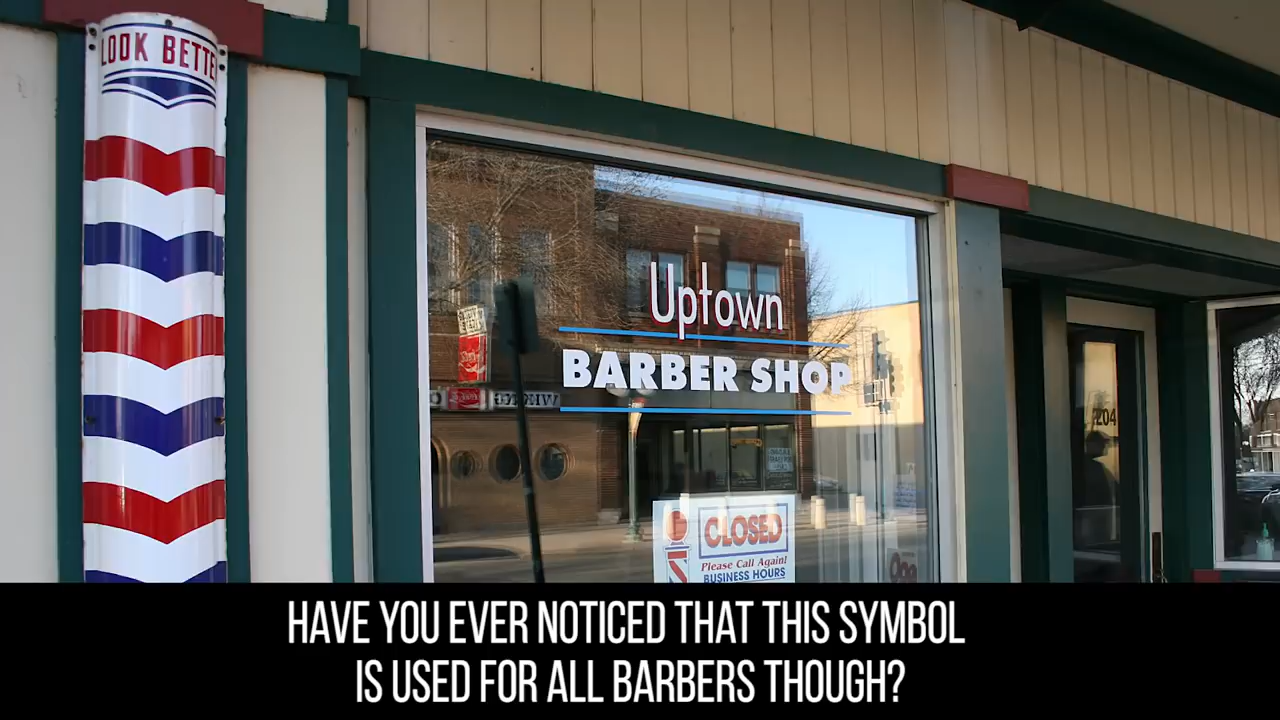 LOOK BETTE
Uptown
BARBER SHOP
CLOSED
Please Call Again!
BUSINESS HOURS
204
HAVE YOU EVER NOTICED THAT THIS SYMBOL
IS USED FOR ALL BARBERS THOUGH?